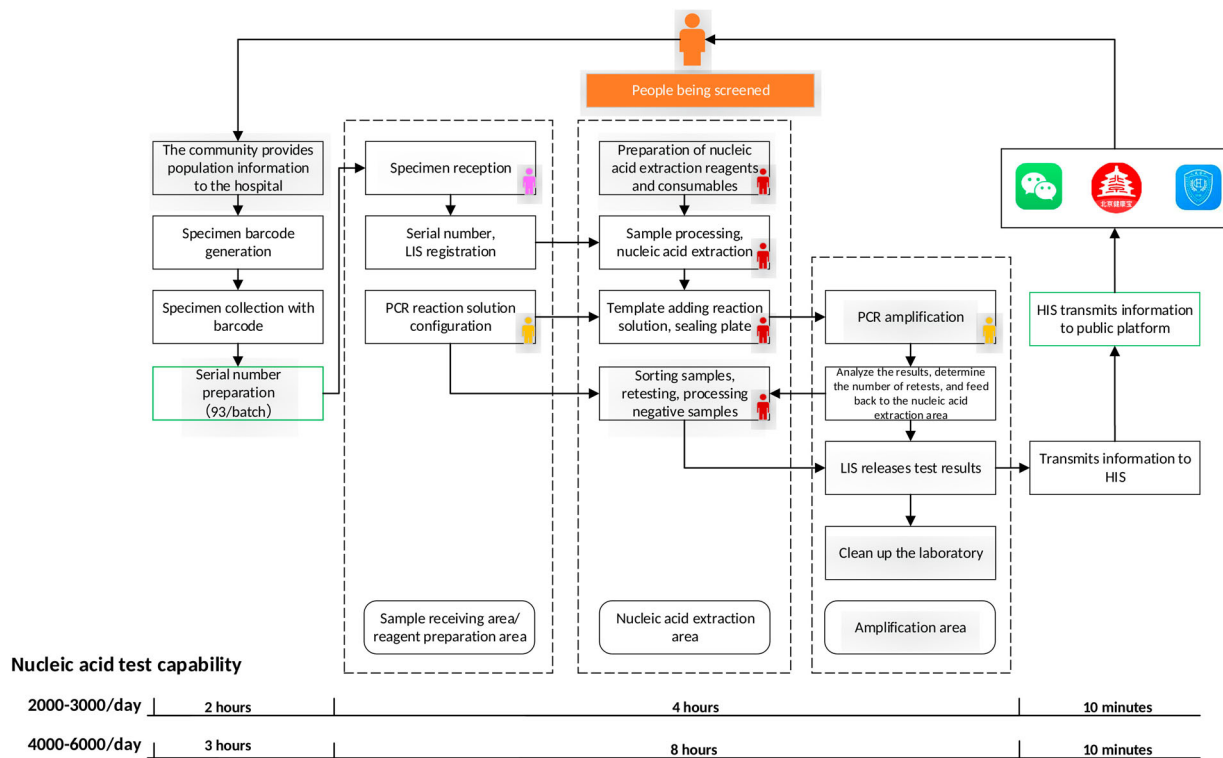 People being screened
The community provides
population information
to the hospital
Specimen barcode
generation
Specimen collection with
barcode
Serial number
preparation
（93/batch）
Specimen reception
Serial number,
LIS registration
PCR reaction solution
configuration
Sample receiving area/
reagent preparation area
Preparation of nucleic
acid extraction reagents
and consumables
Sample processing,
nucleic acid extraction
Template adding reaction
solution, sealing plate
Sorting samples,
retesting, processing
negative samples
Nucleic acid extraction
area
PCR amplification
Analyze the results, determine
the number of retests, and feed
back to the nucleic acid
extraction area
LIS releases test results
Clean up the laboratory
Amplification area
北京健康宝
HIS transmits information
to public platform
Transmits information to
HIS
Nucleic acid test capability
2000-3000/day 2 hours 4 hours 10 minutes
4000-6000/day 3 hours 8 hours 10 minutes